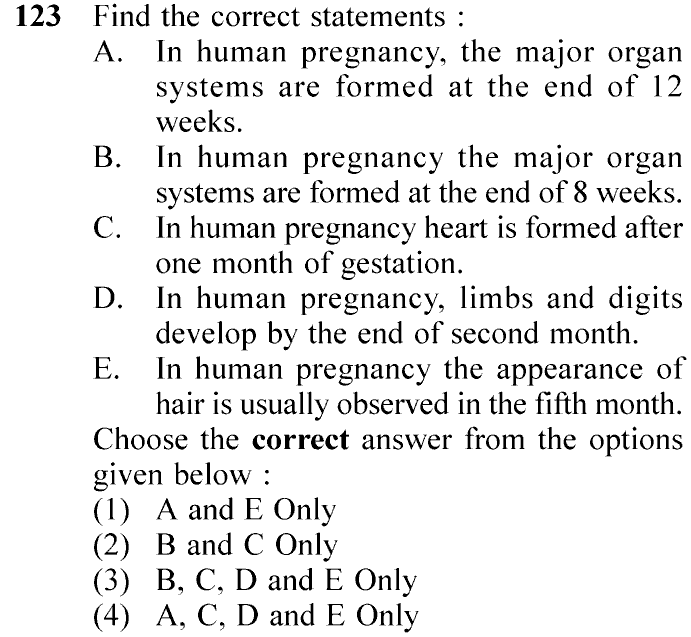 123 Find the correct statements :
A. In human pregnancy, the major organ
systems are formed at the end of 12
weeks.
B. In human pregnancy the major organ
systems are formed at the end of 8 weeks.
C. In human pregnancy heart is formed after
one month of gestation.
D. In human pregnancy, limbs and digits
develop by the end of second month.
E. In human pregnancy the appearance of
hair is usually observed in the fifth month.
Choose the correct answer from the options
given below :
(1) A and E Only
(2) B and C Only
(3) B, C, D and E Only
(4) A, C, D and E Only